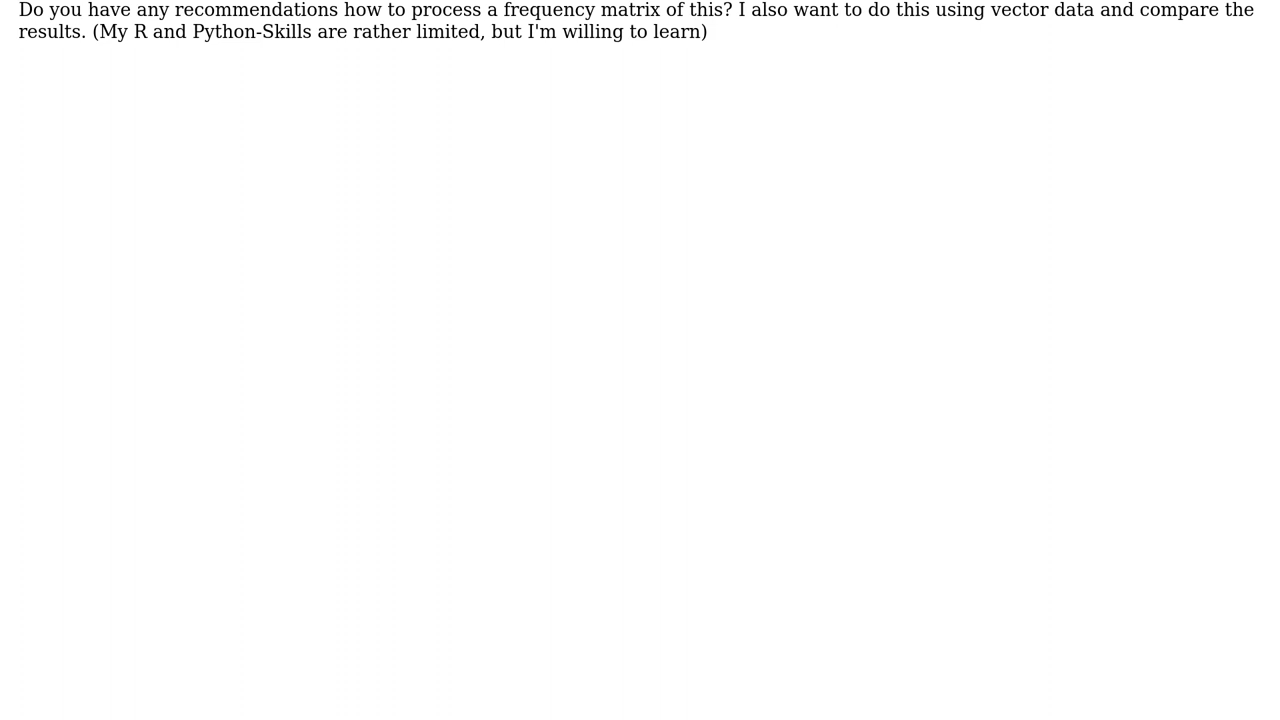 Do you have any recommendations how to process a frequency matrix of this? I also want to do this using vector data and compare the
results. (My R and Python-Skills are rather limited, but I'm willing to learn)